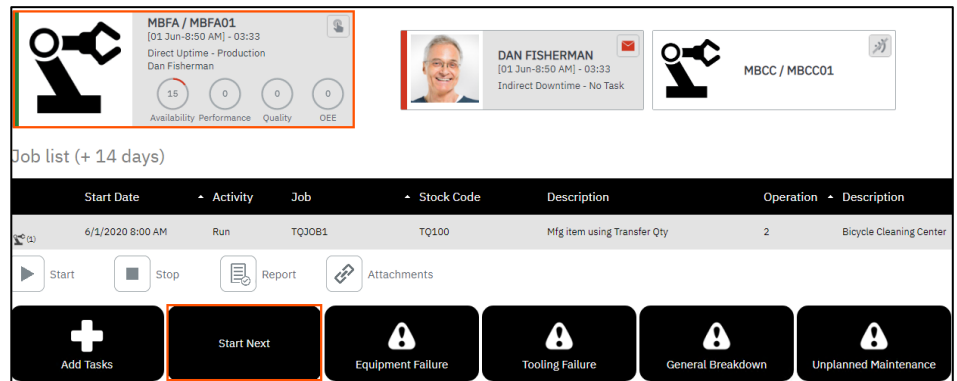 MBFA / MBFA01
[01 Jun-8:50 AM] - 03:33
Direct Uptime - Production
Dan Fisherman
15 0 0 0
Availability Performance Quality OEE
DAN FISHERMAN
[01 Jun-8:50 AM] - 03:33
Indirect Downtime - No Task
MBCC / MBCC01
Job list (+ 14 days)
Start Date Activity Job Stock Code Description Operation Description
(1) 6/1/2020 8:00 AM Run TQJOB1 TQ100 Mfg item using Transfer Qty 2 Bicycle Cleaning Center
Start Stop Report Attachments
Add Tasks Start Next Equipment Failure Tooling Failure General Breakdown Unplanned Maintenance